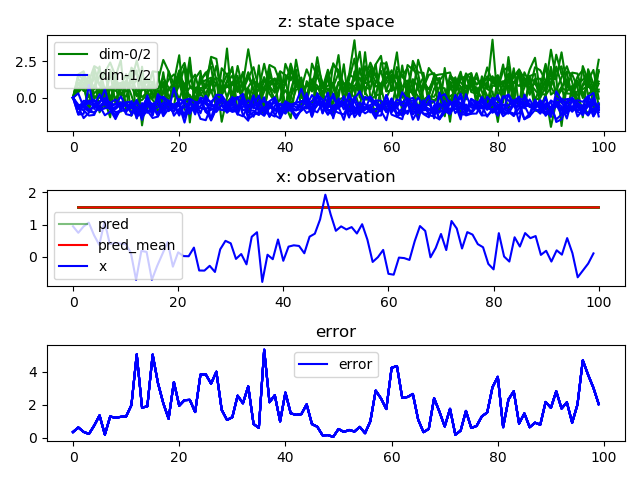 z: state space
2.5
0.0
dim-0/2
dim-1/2
0 20 40 60 80 100
x: observation
2
1
0
pred
pred_mean
x
0 20 40 60 80 100
error
4
2
0
error
0 20 40 60 80 100